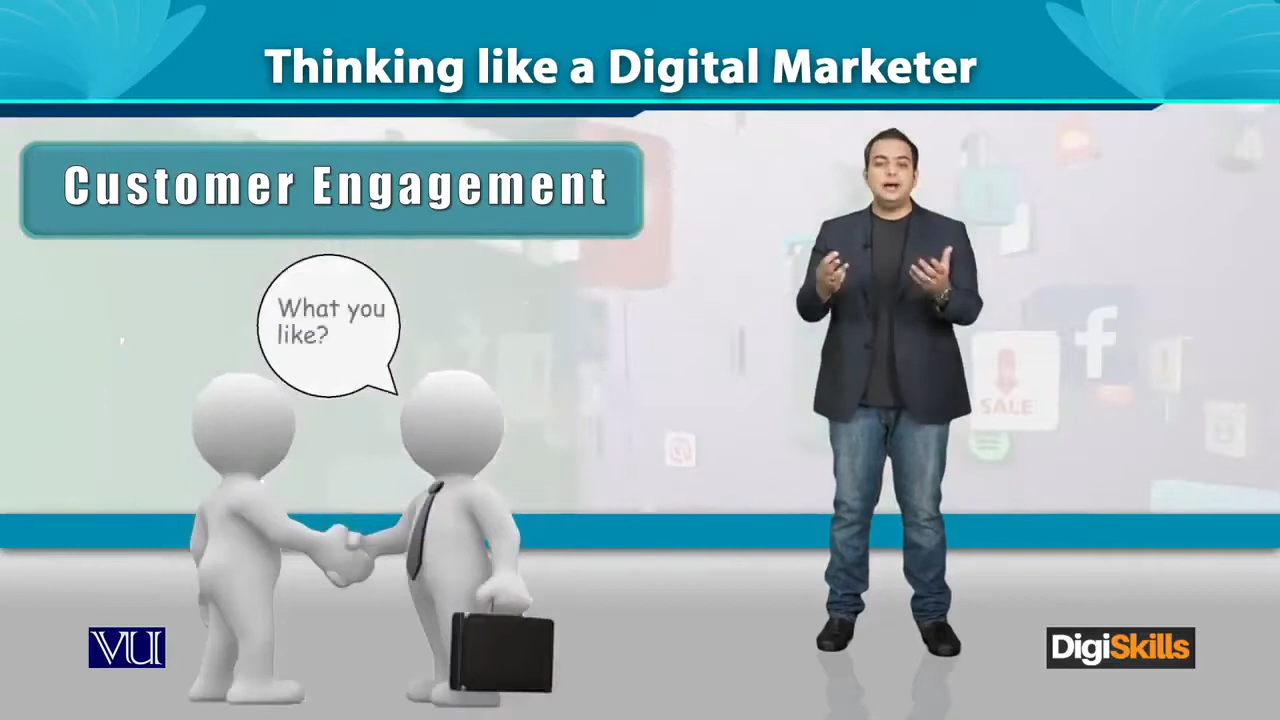 Thinking like a Digital Marketer
Customer Engagement
What you
like?
SALE
VU
DigiSkills